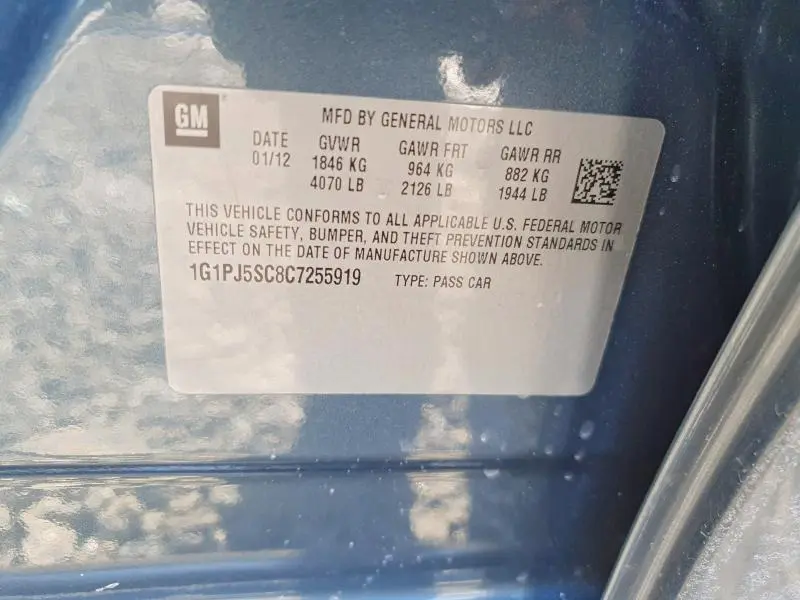 GM
MFD BY GENERAL MOTORS LLC
DATE GVWR GAWR FRT GAWR RR
01/12 1846 KG 964 KG 882 KG
4070 LB 2126 LB 1944 LB
THIS VEHICLE CONFORMS TO ALL APPLICABLE U.S. FEDERAL MOTOR
VEHICLE SAFETY, BUMPER, AND THEFT PREVENTION STANDARDS IN
EFFECT ON THE DATE OF MANUFACTURE SHOWN ABOVE.
1G1PJ5SC8C7255919 TYPE: PASS CAR